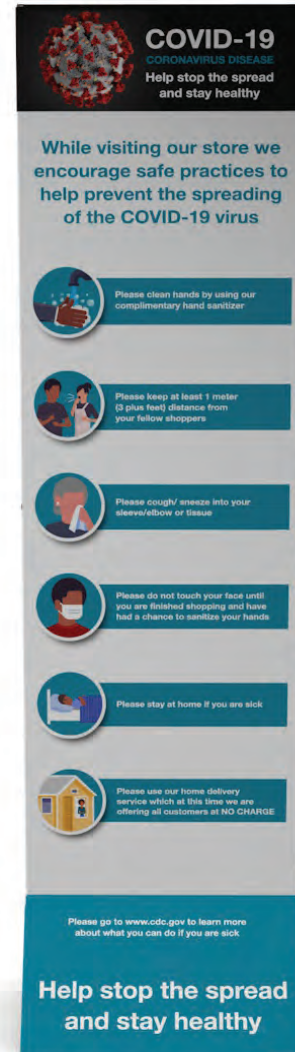 COVID-19
CORONAVIRUS DISEASE
Help stop the spread
and stay healthy
While visiting our store we
encourage safe practices to
help prevent the spreading
of the COVID-19 virus
Please clean hands by using our
complimentary hand sanitizer
Please keep at least 1 meter
(3 plus feet) distance from
your fellow shoppers
Please cough/ sneeze into your
sleeve/elbow or tissue
Please do not touch your face until
you are finished shopping and have
had a chance to sanitize your hands
Please stay at home if you are sick
Please use our home delivery
service which at this time we are
offering all customers at NO CHARGE
Please go to www.cdc.gov to learn more
about what you can do if you are sick
Help stop the spread
and stay healthy